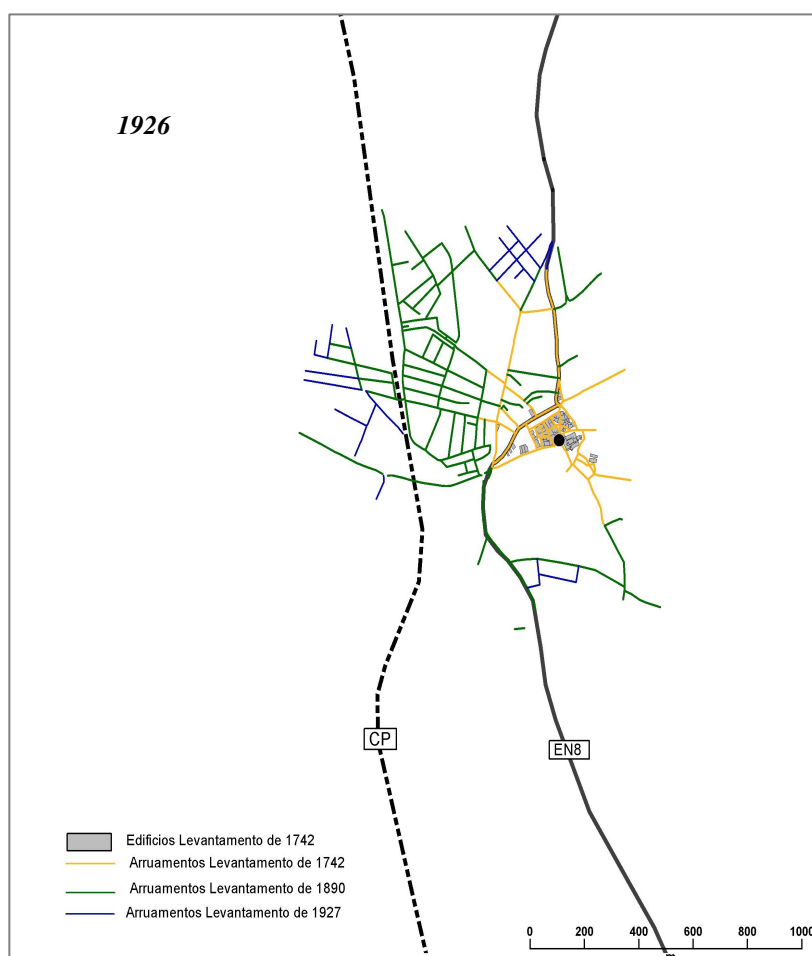 1926
CP
EN8
Edificios Levantamento de 1742
Arruamentos Levantamento de 1742
Arruamentos Levantamento de 1890
Arruamentos Levantamento de 1927
0 200 400 600 800 1000
m